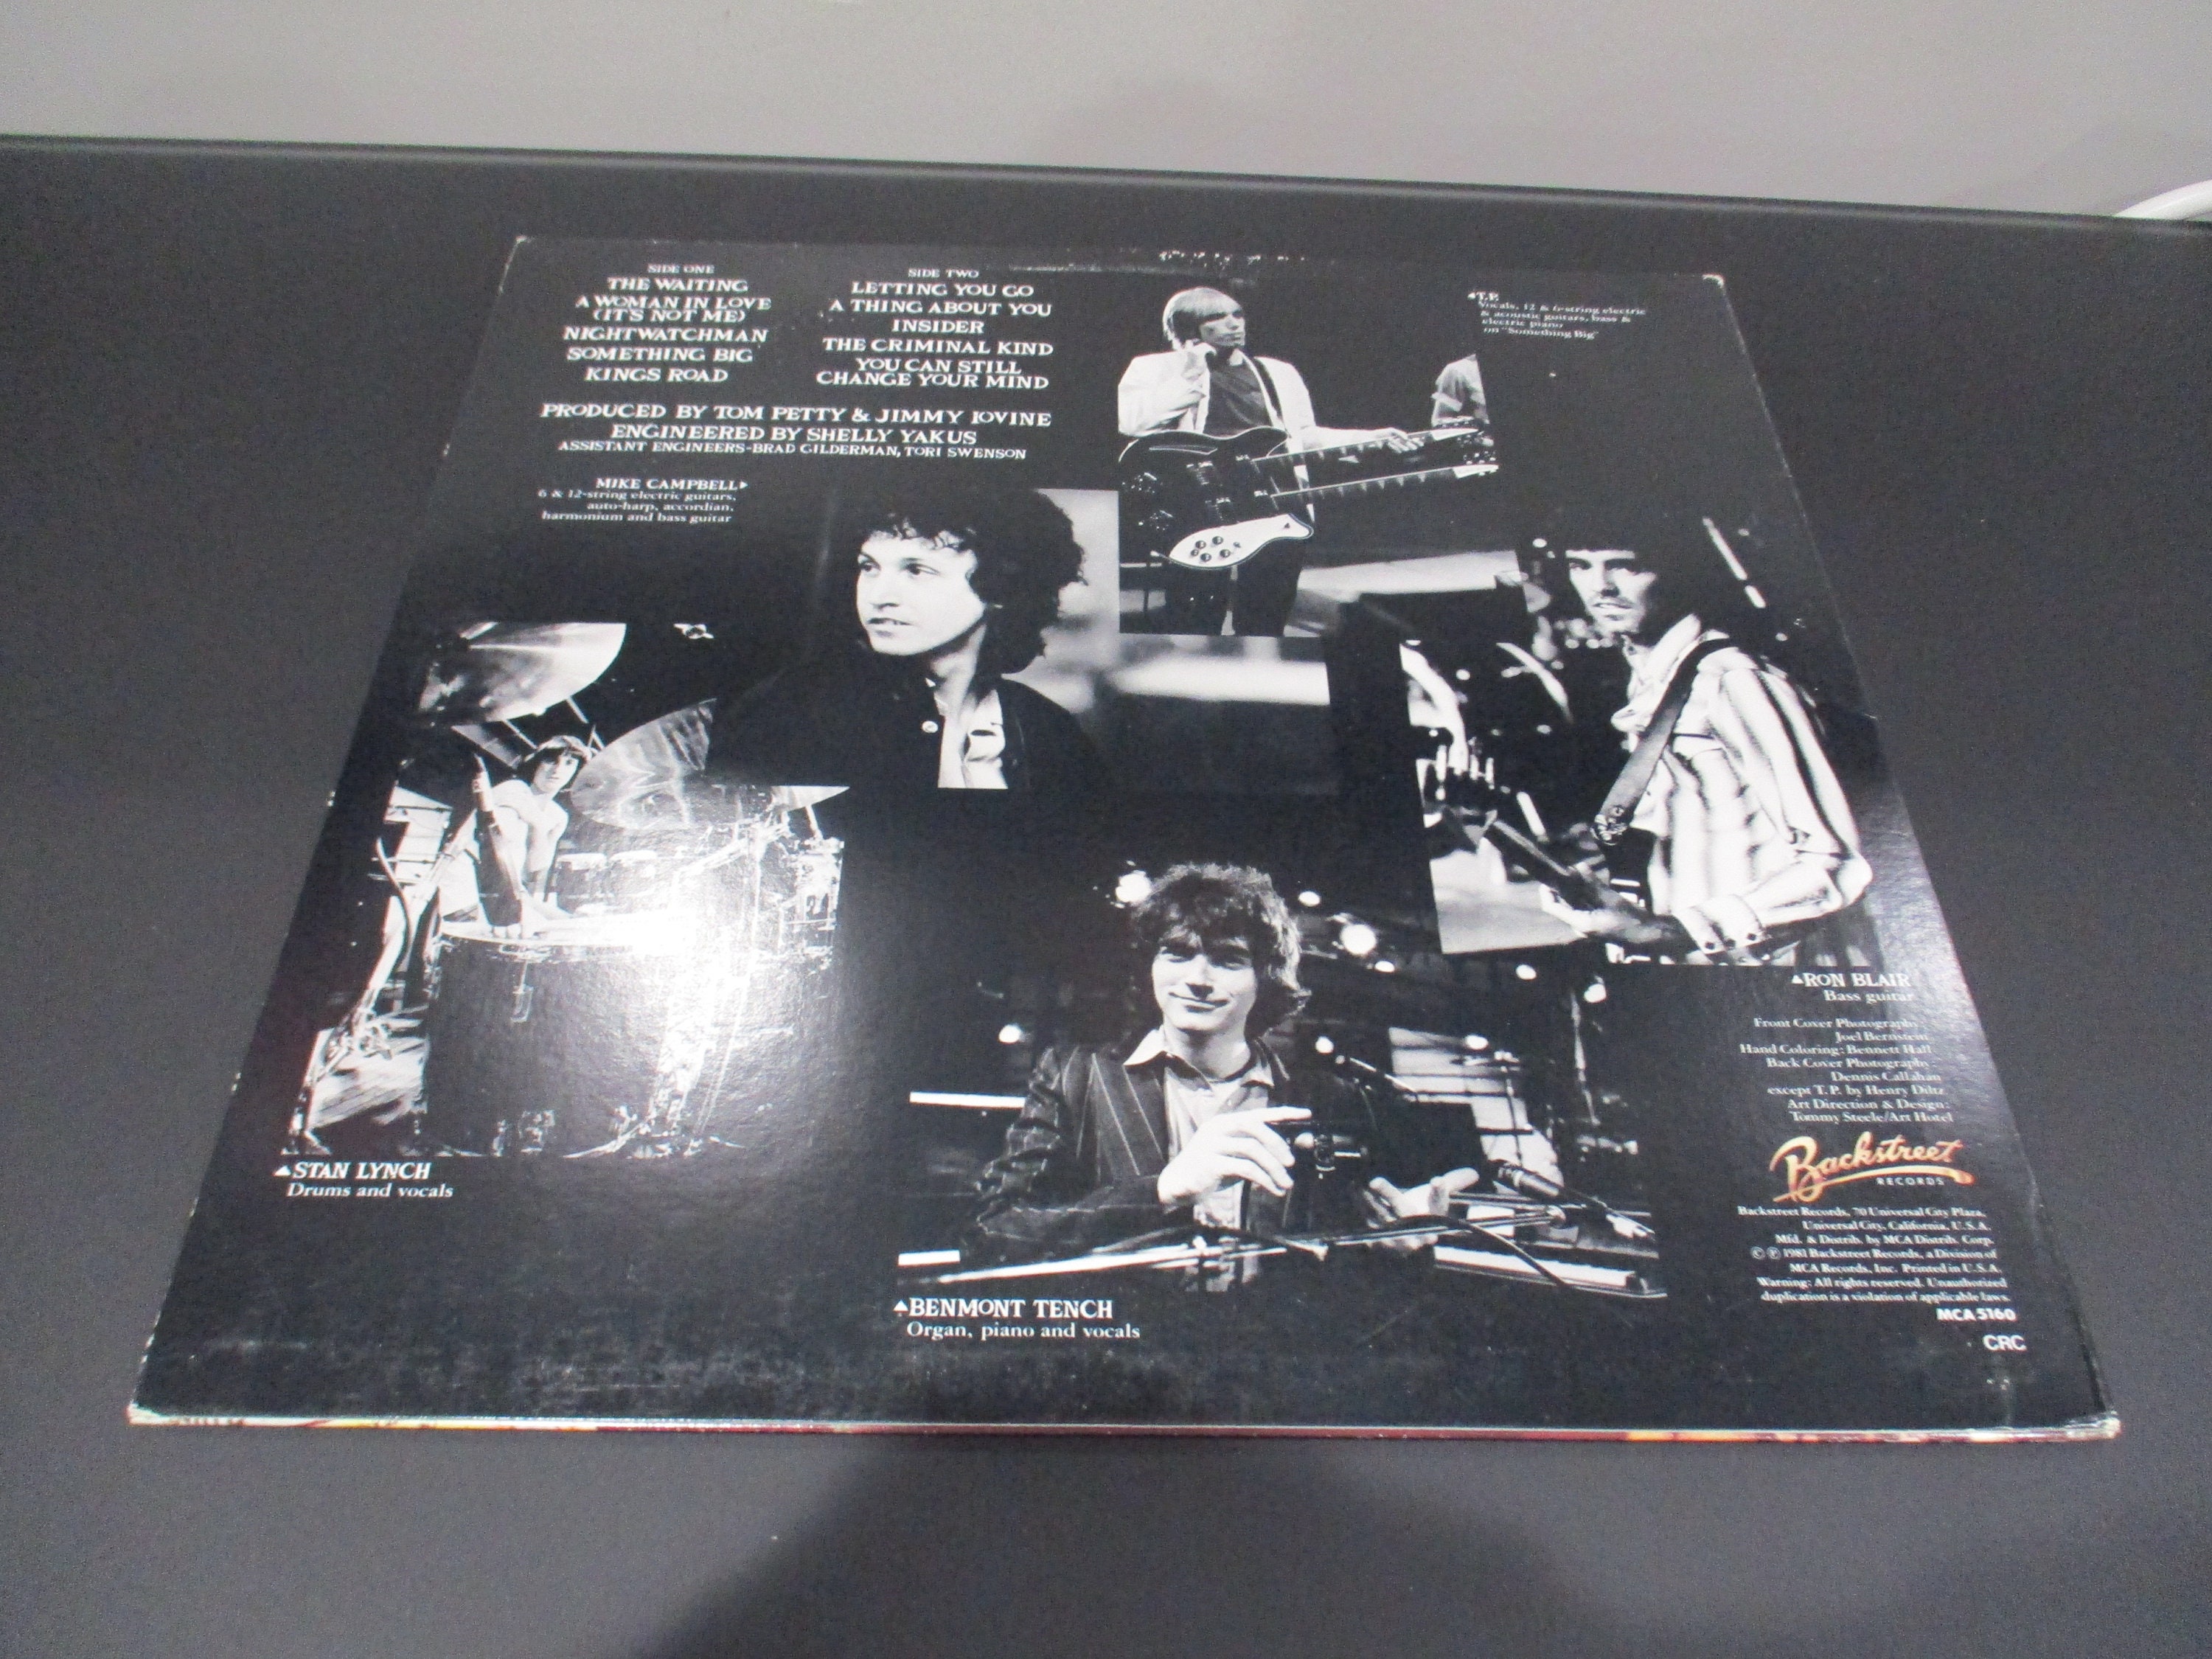 SIDE ONE
THE WAITING
A WOMAN IN LOVE
(IT'S NOT ME)
NIGHTWATCHMAN
SOMETHING BIG
KINGS ROAD
SIDE TWO
LETTING YOU GO
A THING ABOUT YOU
INSIDER
THE CRIMINAL KIND
YOU CAN STILL
CHANGE YOUR MIND
PRODUCED BY TOM PETTY & JIMMY IOVINE
ENGINEERED BY SHELLY YAKUS
ASSISTANT ENGINEERS-BRAD GILDERMAN, TORI SWENSON
T.P.
Vocals, 12 & 6-string electric
& acoustic guitars, bass &
electric piano
on "Something Big"
MIKE CAMPBELL
6 & 12-string electric guitars,
auto-harp, accordian,
harmonium and bass guitar
RON BLAIR
Bass guitar
STAN LYNCH
Drums and vocals
BENMONT TENCH
Organ, piano and vocals
Front Cover Photography
Joel Bernstein
Hand Coloring: Bennett Hall
Back Cover Photography
Dennis Callahan
except T.P. by Henry Diltz
Art Direction & Design:
Tommy Steele/Art Hotel
Backstreet
RECORDS
Backstreet Records, 70 Universal City Plaza,
Universal City, California, U.S.A.
Mfd. & Distrib. by MCA Distrib. Corp.
© ℗ 1981 Backstreet Records, a Division of
MCA Records, Inc. Printed in U.S.A.
Warning: All rights reserved. Unauthorized
duplication is a violation of applicable laws.
MCA 5160
CRC